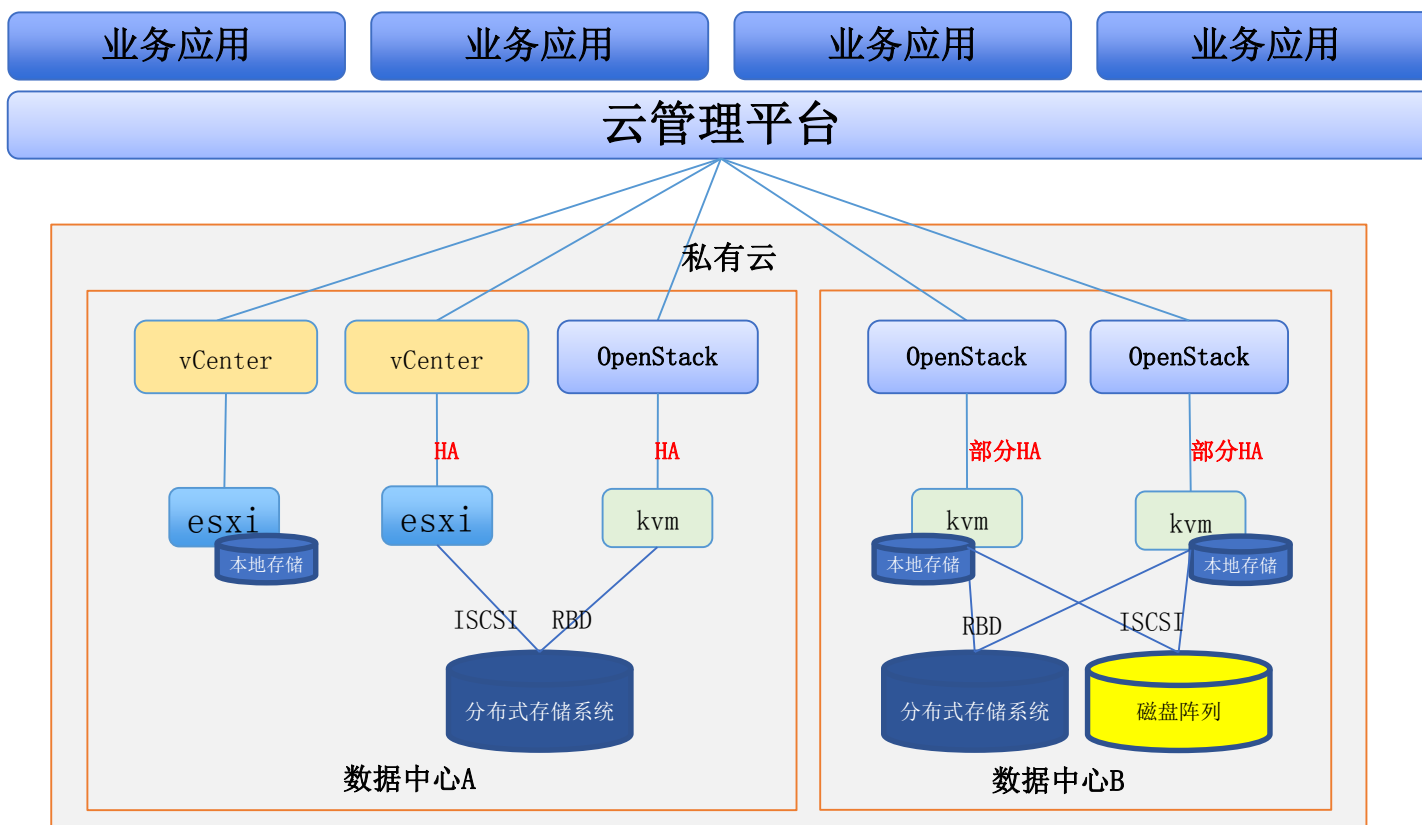 业务应用
业务应用
业务应用
业务应用
云管理平台
私有云
vCenter
vCenter
OpenStack
OpenStack
OpenStack
HA
HA
部分HA
部分HA
esxi
esxi
kvm
kvm
kvm
本地存储
本地存储
本地存储
ISCSI
RBD
RBD
ISCSI
分布式存储系统
分布式存储系统
磁盘阵列
数据中心A
数据中心B